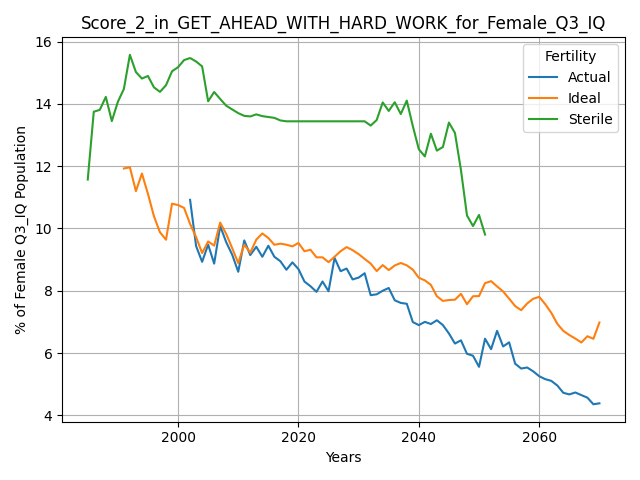 Score_2_in_GET_AHEAD_WITH_HARD_WORK_for_Female_Q3_IQ
% of Female Q3_IQ Population
16
14
12
10
8
6
4
Fertility
Actual
Ideal
Sterile
2000 2020 2040 2060
Years